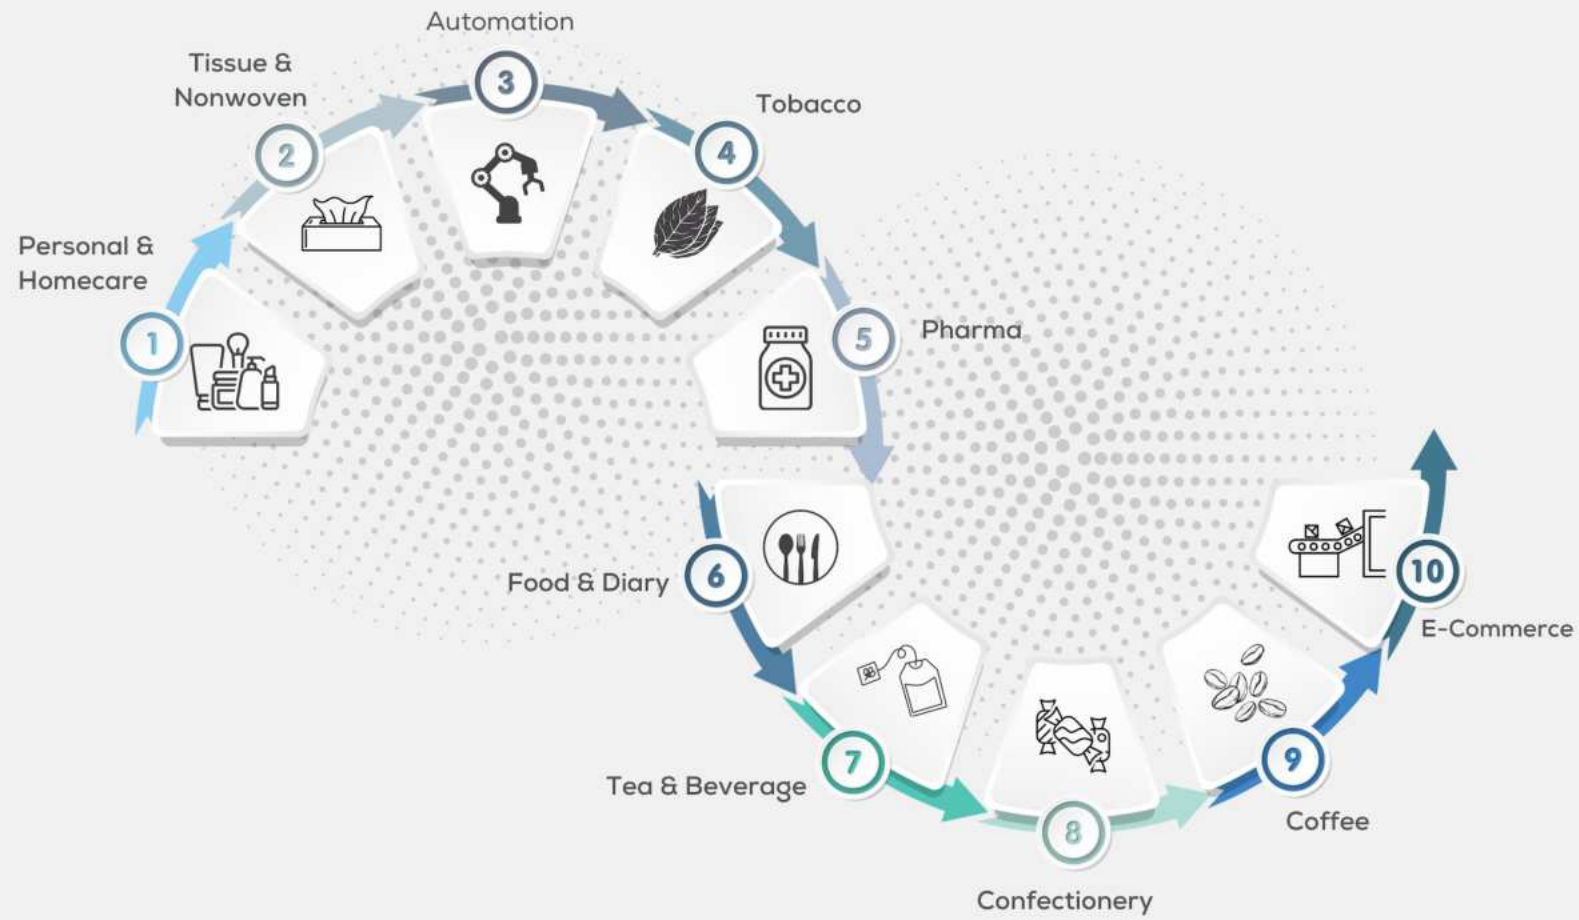 1
Personal &
Homecare
2
Tissue &
Nonwoven
3
Automation
4
Tobacco
5
Pharma
6
Food & Diary
7
Tea & Beverage
8
Confectionery
9
Coffee
10
E-Commerce